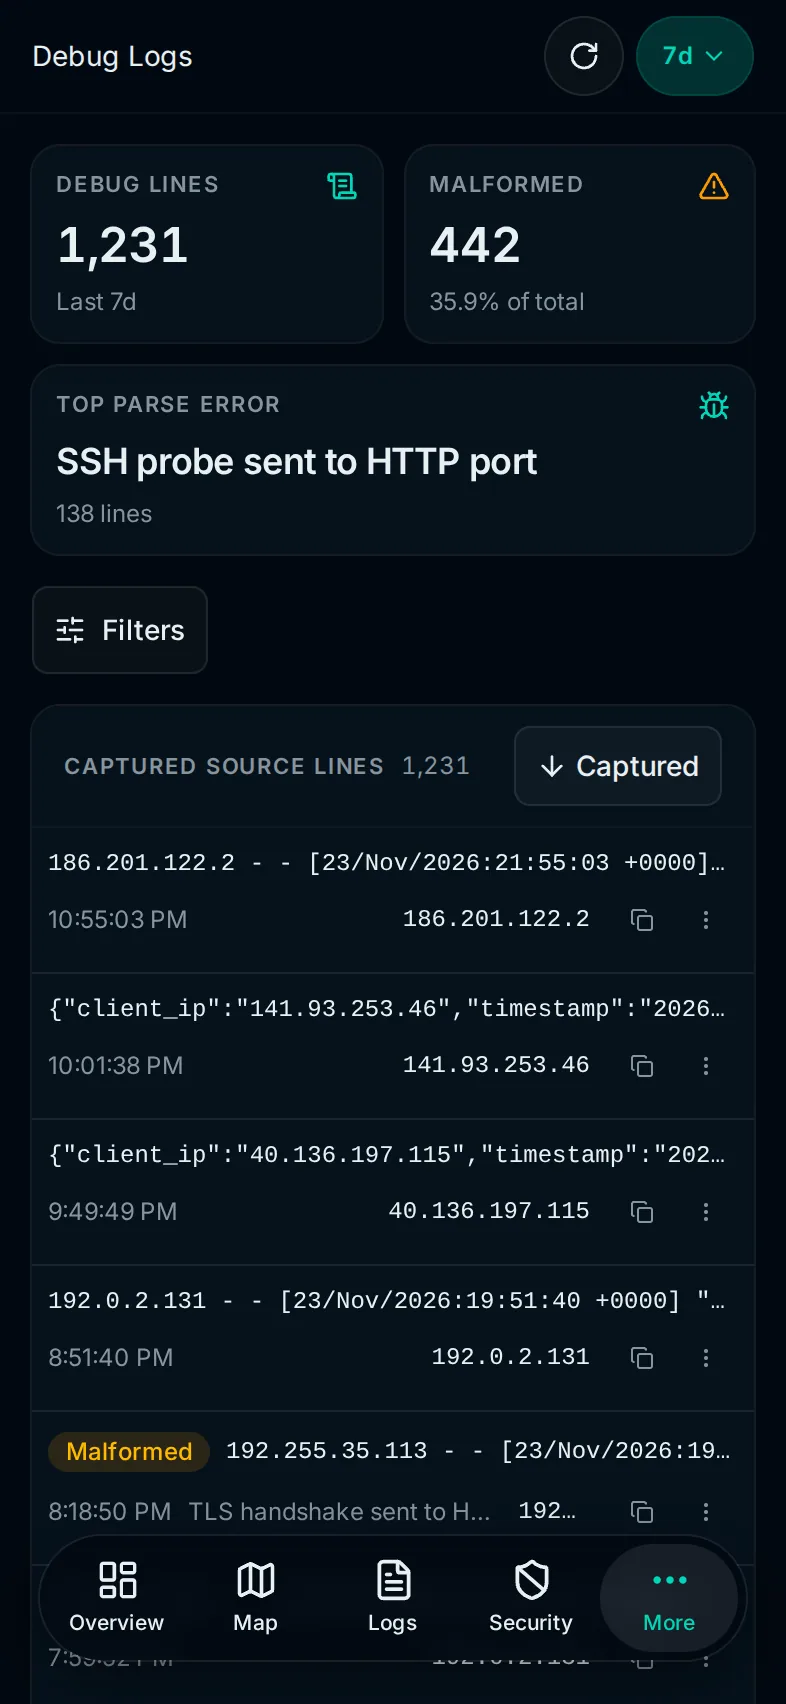 Debug Logs
7d
DEBUG LINES
1,231
Last 7d
MALFORMED
442
35.9% of total
TOP PARSE ERROR
SSH probe sent to HTTP port
138 lines
Filters
CAPTURED SOURCE LINES 1,231
Captured
186.201.122.2 - - [23/Nov/2026:21:55:03 +0000]…
10:55:03 PM 186.201.122.2
{"client_ip":"141.93.253.46","timestamp":"2026…
10:01:38 PM 141.93.253.46
{"client_ip":"40.136.197.115","timestamp":"202…
9:49:49 PM 40.136.197.115
192.0.2.131 - - [23/Nov/2026:19:51:40 +0000] "…
8:51:40 PM 192.0.2.131
Malformed 192.255.35.113 - - [23/Nov/2026:19…
8:18:50 PM TLS handshake sent to H… 192…
Overview
Map
Logs
Security
More